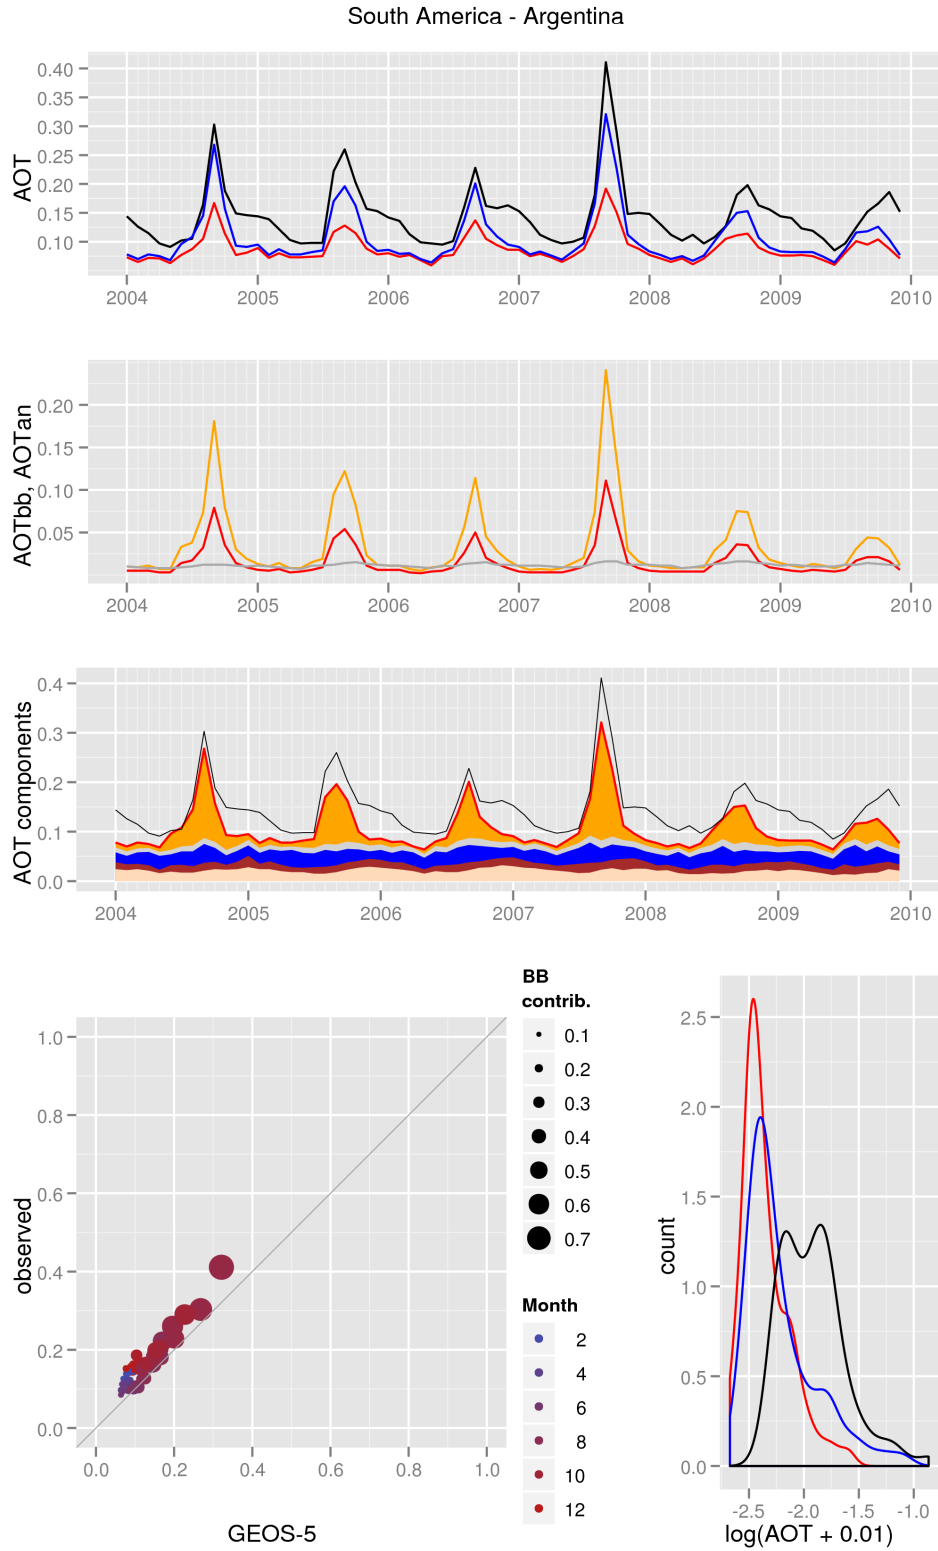 South America - Argentina
AOT
0.40
0.35
0.30
0.25
0.20
0.15
0.10
2004 2005 2006 2007 2008 2009 2010
AOTbb, AOTan
0.20
0.15
0.10
0.05
2004 2005 2006 2007 2008 2009 2010
AOT components
0.4
0.3
0.2
0.1
0.0
2004 2005 2006 2007 2008 2009 2010
observed
1.0
0.8
0.6
0.4
0.2
0.0
0.0 0.2 0.4 0.6 0.8 1.0
GEOS-5
BB
contrib.
0.1
0.2
0.3
0.4
0.5
0.6
0.7
Month
2
4
6
8
10
12
count
2.5
2.0
1.5
1.0
0.5
0.0
-2.5 -2.0 -1.5 -1.0
log(AOT + 0.01)